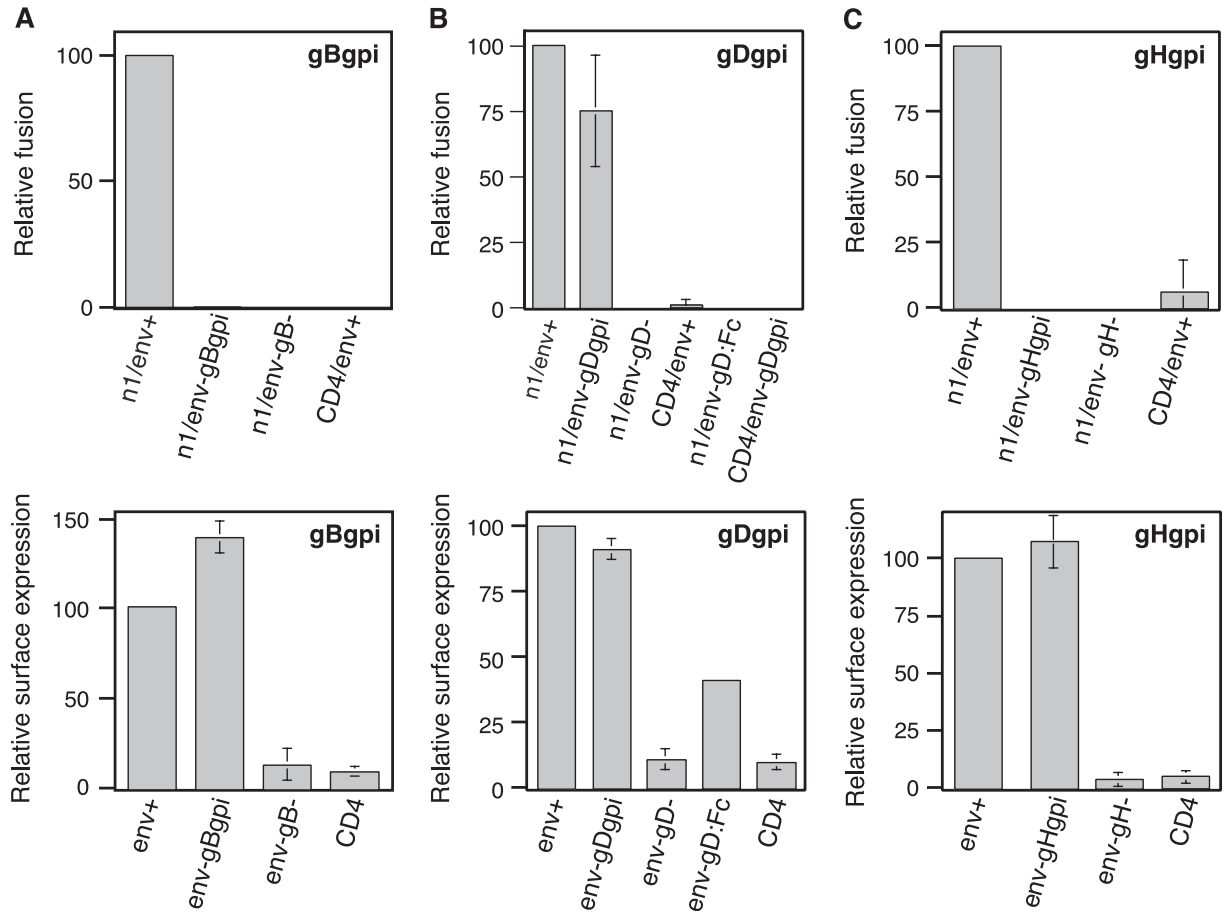 A
gBgpi
Relative fusion
100
50
0
n1/env+
n1/env-gBgpi
n1/env-gB-
CD4/env+
B
gDgpi
Relative fusion
100
75
50
25
0
n1/env+
n1/env-gDgpi
n1/env-gD-
CD4/env+
n1/env-gD:Fc
CD4/env-gDgpi
C
gHgpi
Relative fusion
100
75
50
25
0
n1/env+
n1/env-gHgpi
n1/env- gH-
CD4/env+
gBgpi
Relative surface expression
150
100
50
0
env+
env-gBgpi
env-gB-
CD4
gDgpi
Relative surface expression
100
75
50
25
0
env+
env-gDgpi
env-gD-
env-gD:Fc
CD4
gHgpi
Relative surface expression
100
75
50
25
0
env+
env-gHgpi
env-gH-
CD4